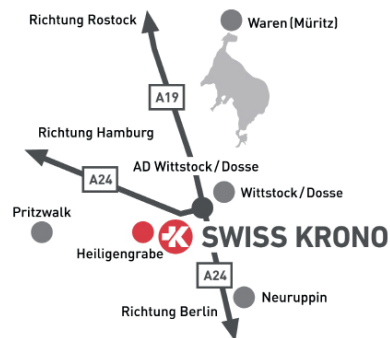 Richtung Rostock
Waren (Müritz)
A19
Richtung Hamburg
AD Wittstock/Dosse
A24
Wittstock/Dosse
Pritzwalk
SWISS KRONO
Heiligengrabe
A24
Neuruppin
Richtung Berlin